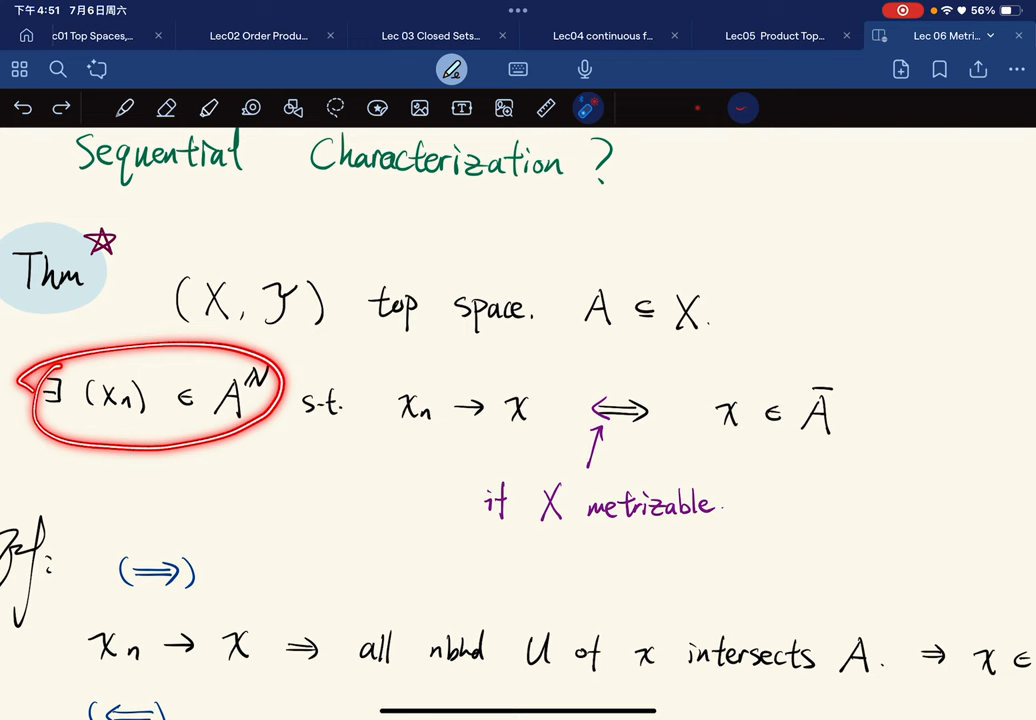 下午4:51 7月6日周六
56%
c01 Top Spaces,...
Lec02 Order Produ...
Lec 03 Closed Sets...
Lec04 continuous f...
Lec05 Product Top...
Lec 06 Metri...
Sequential Characterization ?
Thm
(X, 𝒯) top space. A ⊆ X.
∃ (xn) ∈ A^ℕ s.t. xn → x ⟺ x ∈ Ā
if X metrizable.
Pf:
(⟹)
xn → x ⟹ all nbhd U of x intersects A. ⟹ x ∈
(⟸)